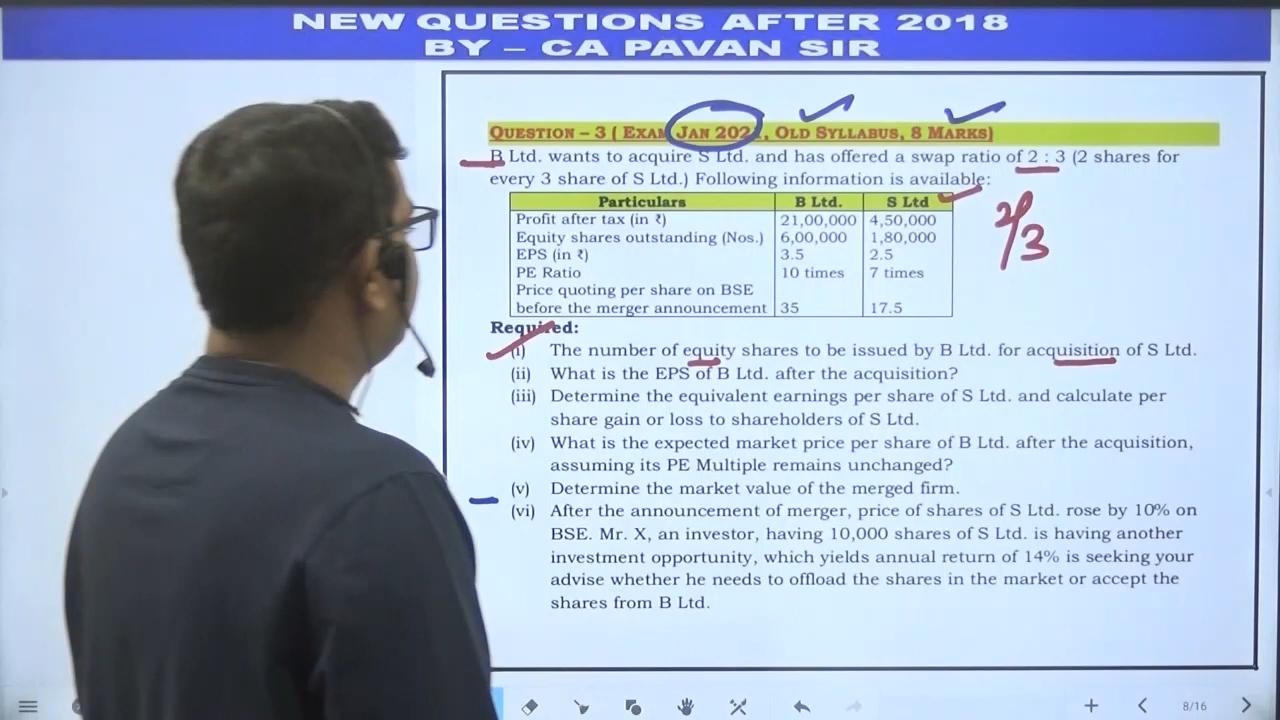 NEW QUESTIONS AFTER 2018
BY – CA PAVAN SIR
QUESTION – 3 ( EXAM JAN 202 , OLD SYLLABUS, 8 MARKS)
B Ltd. wants to acquire S Ltd. and has offered a swap ratio of 2 : 3 (2 shares for
every 3 share of S Ltd.) Following information is available:
2/3
Particulars B Ltd. S Ltd
Profit after tax (in ₹) 21,00,000 4,50,000
Equity shares outstanding (Nos.) 6,00,000 1,80,000
EPS (in ₹) 3.5 2.5
PE Ratio 10 times 7 times
Price quoting per share on BSE
before the merger announcement 35 17.5
Required:
(i) The number of equity shares to be issued by B Ltd. for acquisition of S Ltd.
(ii) What is the EPS of B Ltd. after the acquisition?
(iii) Determine the equivalent earnings per share of S Ltd. and calculate per
share gain or loss to shareholders of S Ltd.
(iv) What is the expected market price per share of B Ltd. after the acquisition,
assuming its PE Multiple remains unchanged?
(v) Determine the market value of the merged firm.
(vi) After the announcement of merger, price of shares of S Ltd. rose by 10% on
BSE. Mr. X, an investor, having 10,000 shares of S Ltd. is having another
investment opportunity, which yields annual return of 14% is seeking your
advise whether he needs to offload the shares in the market or accept the
shares from B Ltd.
8/16